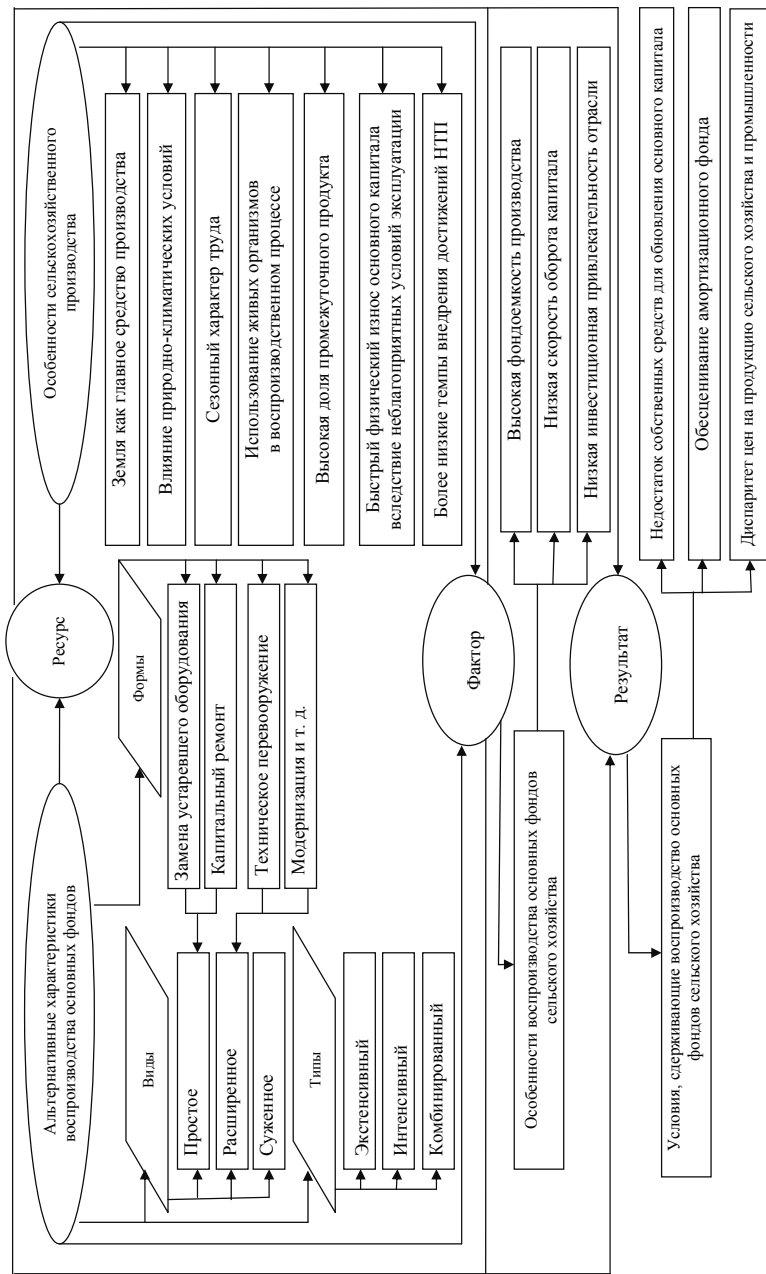 Альтернативные характеристики
воспроизводства основных фондов
Ресурс
Особенности сельскохозяйственного
производства
Виды
Простое
Расширенное
Суженное
Типы
Экстенсивный
Интенсивный
Комбинированный
Формы
Замена устаревшего оборудования
Капитальный ремонт
Техническое перевооружение
Модернизация и т. д.
Земля как главное средство производства
Влияние природно-климатических условий
Сезонный характер труда
Использование живых организмов
в воспроизводственном процессе
Высокая доля промежуточного продукта
Быстрый физический износ основного капитала
вследствие неблагоприятных условий эксплуатации
Более низкие темпы внедрения достижений НТП
Фактор
Особенности воспроизводства основных фондов
сельского хозяйства
Высокая фондоемкость производства
Низкая скорость оборота капитала
Низкая инвестиционная привлекательность отрасли
Результат
Условия, сдерживающие воспроизводство основных
фондов сельского хозяйства
Недостаток собственных средств для обновления основного капитала
Обесценивание амортизационного фонда
Диспаритет цен на продукцию сельского хозяйства и промышленности